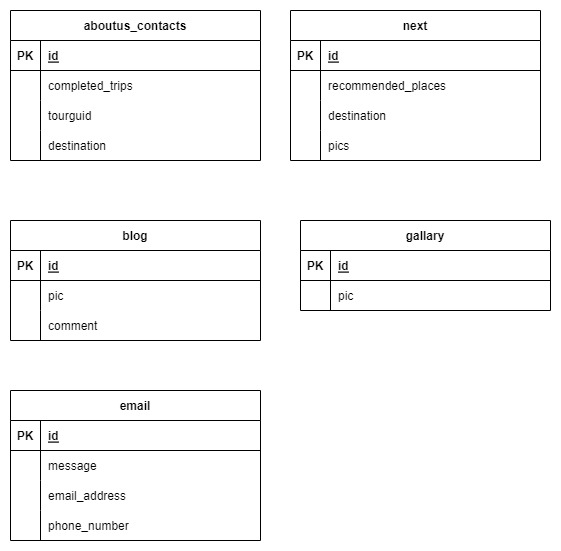 aboutus_contacts
PK id
completed_trips
tourguid
destination
next
PK id
recommended_places
destination
pics
blog
PK id
pic
comment
gallary
PK id
pic
email
PK id
message
email_address
phone_number